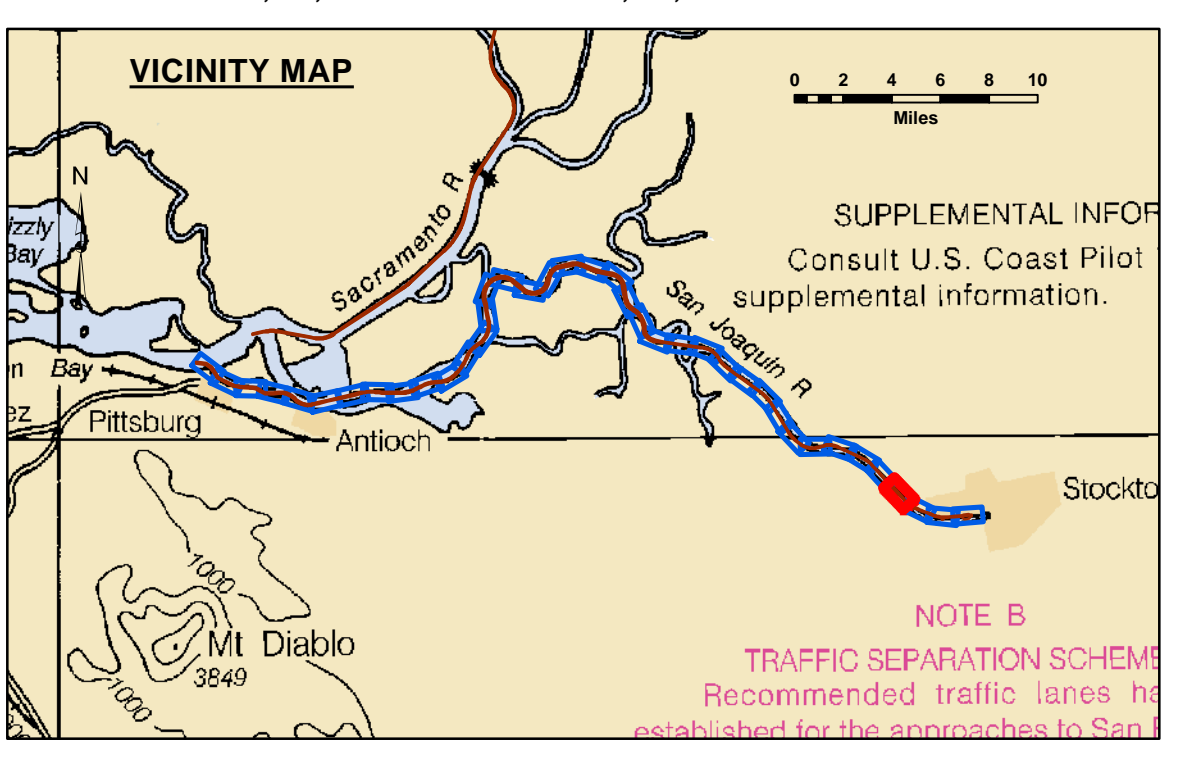 VICINITY MAP
0 2 4 6 8 10
Miles
N
izzly
Bay
Sacramento R
SUPPLEMENTAL INFOR
Consult U.S. Coast Pilot
supplemental information.
San Joaquin R
n Bay
ez
Pittsburg
Antioch
Stockto
1000
Mt Diablo
3849
1000
NOTE B
TRAFFIC SEPARATION SCHEME
Recommended traffic lanes ha
established for the approaches to San F